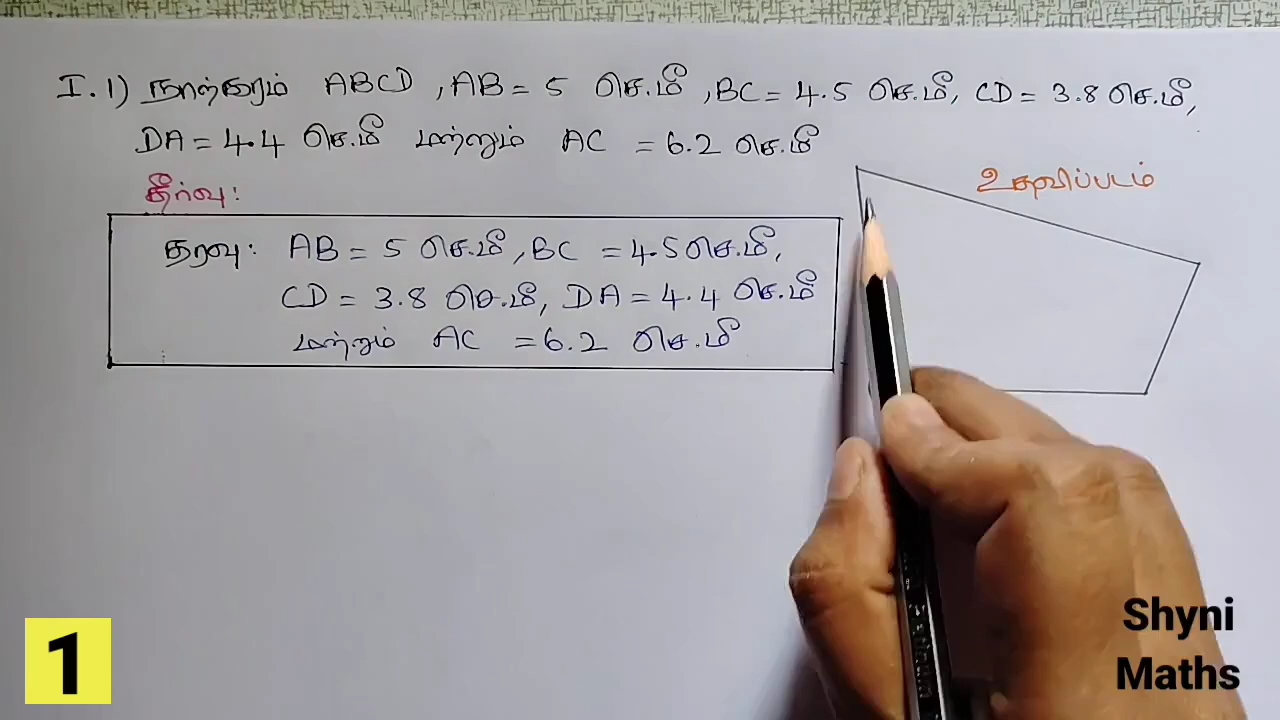 I. 1) நாற்கரம் ABCD , AB = 5 செ.மீ , BC = 4.5 செ.மீ, CD = 3.8 செ.மீ,
DA = 4.4 செ.மீ மற்றும் AC = 6.2 செ.மீ
தீர்வு:
உதவிப்படம்
தரவு: AB = 5 செ.மீ, BC = 4.5 செ.மீ,
CD = 3.8 செ.மீ, DA = 4.4 செ.மீ
மற்றும் AC = 6.2 செ.மீ
1
Shyni
Maths